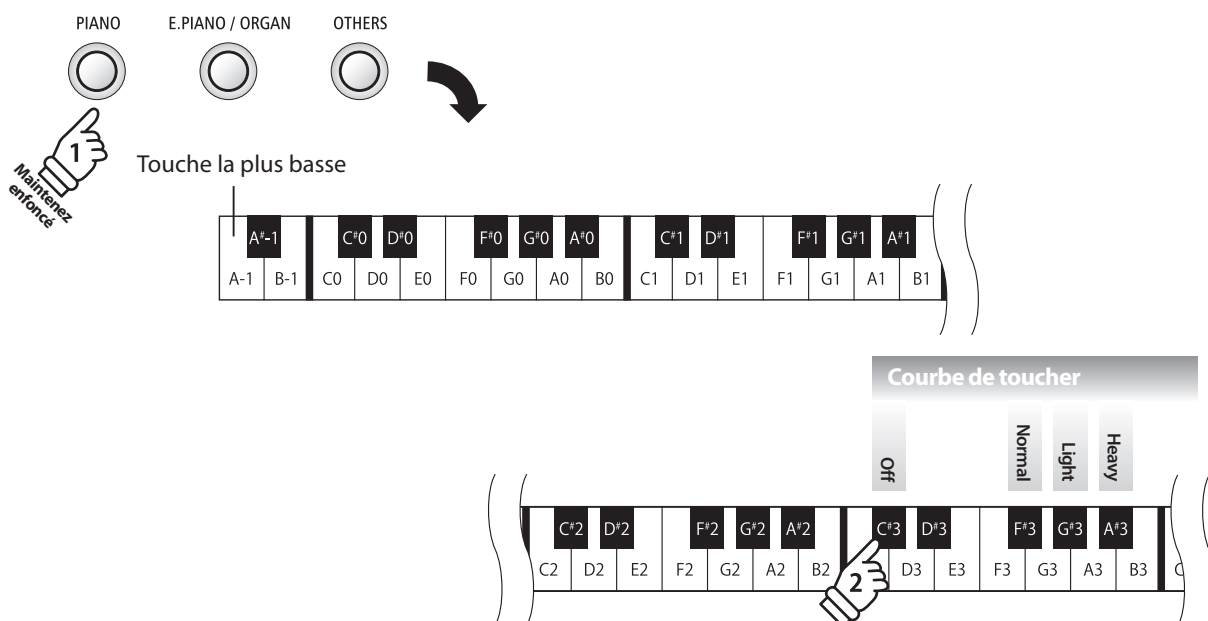 PIANO E.PIANO / ORGAN OTHERS
1
Maintenez
enfoncé
Touche la plus basse
A#-1 C#0 D#0 F#0 G#0 A#0 C#1 D#1 F#1 G#1 A#1
A-1 B-1 C0 D0 E0 F0 G0 A0 B0 C1 D1 E1 F1 G1 A1 B1
Courbe de toucher
Off Normal Light Heavy
C#2 D#2 F#2 G#2 A#2 C#3 D#3 F#3 G#3 A#3
C2 D2 E2 F2 G2 A2 B2 D3 E3 F3 G3 A3 B3
2